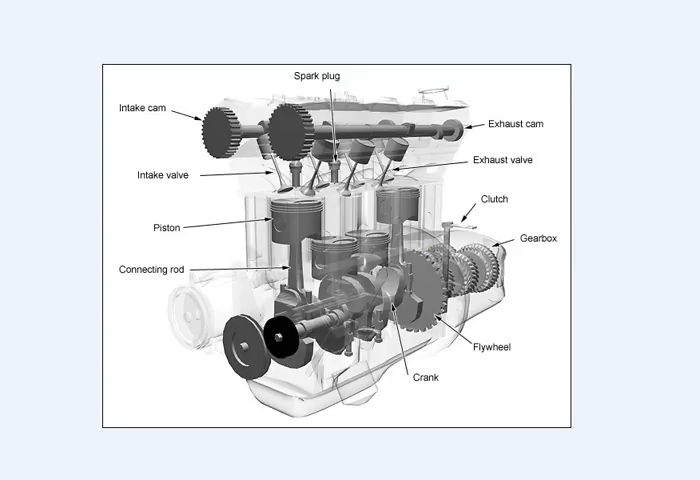 Spark plug
Intake cam
Exhaust cam
Intake valve
Exhaust valve
Clutch
Piston
Gearbox
Connecting rod
Flywheel
Crank